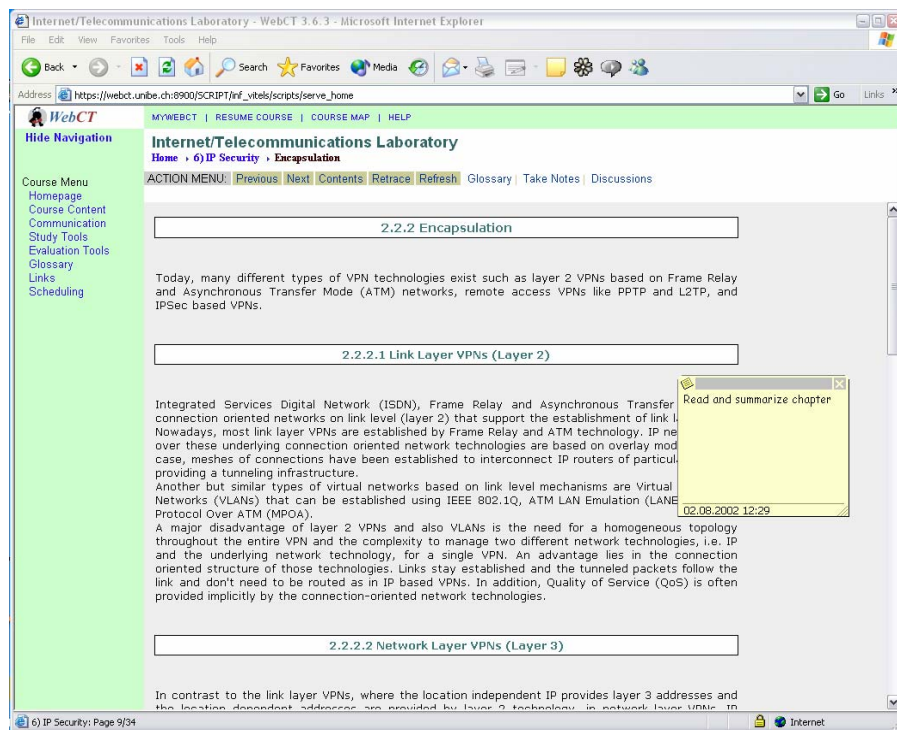 Internet/Telecommunications Laboratory - WebCT 3.6.3 - Microsoft Internet Explorer
File Edit View Favorites Tools Help
Back Search Favorites Media
Address https://webct.unibe.ch:8900/SCRIPT/inf_vitels/scripts/serve_home Go Links »
WebCT
MYWEBCT | RESUME COURSE | COURSE MAP | HELP
Hide Navigation
Internet/Telecommunications Laboratory
Home › 6) IP Security › Encapsulation
ACTION MENU: Previous Next Contents Retrace Refresh Glossary | Take Notes | Discussions
Course Menu
Homepage
Course Content
Communication
Study Tools
Evaluation Tools
Glossary
Links
Scheduling
2.2.2 Encapsulation
Today, many different types of VPN technologies exist such as layer 2 VPNs based on Frame Relay
and Asynchronous Transfer Mode (ATM) networks, remote access VPNs like PPTP and L2TP, and
IPSec based VPNs.
2.2.2.1 Link Layer VPNs (Layer 2)
Integrated Services Digital Network (ISDN), Frame Relay and Asynchronous Transfer
connection oriented networks on link level (layer 2) that support the establishment of link
Nowadays, most link layer VPNs are established by Frame Relay and ATM technology. IP
over these underlying connection oriented network technologies are based on overlay
case, meshes of connections have been established to interconnect IP routers of
providing a tunneling infrastructure.
Another but similar types of virtual networks based on link level mechanisms are Virtual
Networks (VLANs) that can be established using IEEE 802.1Q, ATM LAN Emulation (LANE
Protocol Over ATM (MPOA).
A major disadvantage of layer 2 VPNs and also VLANs is the need for a homogeneous topology
throughout the entire VPN and the complexity to manage two different network technologies, i.e. IP
and the underlying network technology, for a single VPN. An advantage lies in the connection
oriented structure of those technologies. Links stay established and the tunneled packets follow the
link and don't need to be routed as in IP based VPNs. In addition, Quality of Service (QoS) is often
provided implicitly by the connection-oriented network technologies.
Read and summarize chapter
02.08.2002 12:29
2.2.2.2 Network Layer VPNs (Layer 3)
In contrast to the link layer VPNs, where the location independent IP provides layer 3 addresses and
the location dependent addresses are provided by layer 2 technology, in network layer VPNs, IP
6) IP Security: Page 9/34
Internet